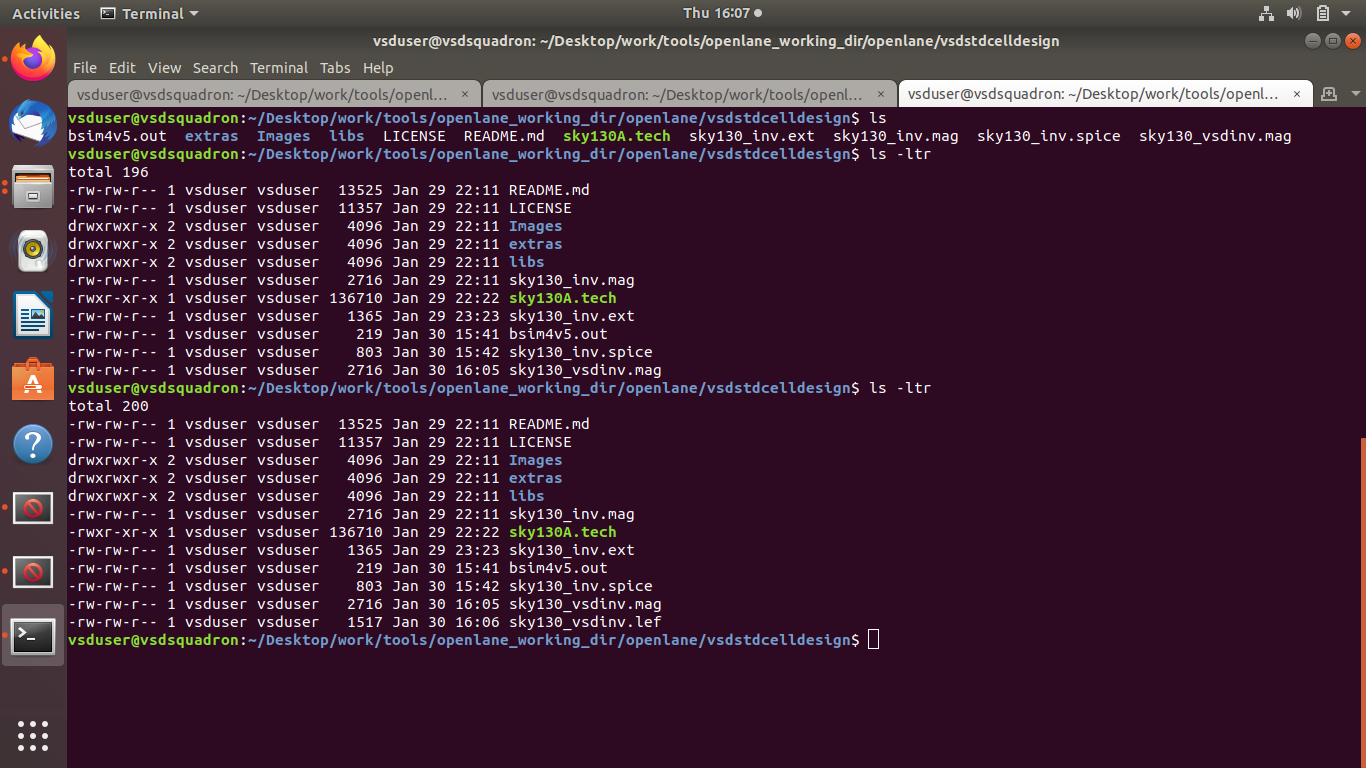 Activities Terminal Thu 16:07
vsduser@vsdsquadron: ~/Desktop/work/tools/openlane_working_dir/openlane/vsdstdcelldesign
File Edit View Search Terminal Tabs Help
vsduser@vsdsquadron: ~/Desktop/work/tools/openl... × vsduser@vsdsquadron: ~/Desktop/work/tools/openl... × vsduser@vsdsquadron: ~/Desktop/work/tools/openl... ×
vsduser@vsdsquadron:~/Desktop/work/tools/openlane_working_dir/openlane/vsdstdcelldesign$ ls
bsim4v5.out extras Images libs LICENSE README.md sky130A.tech sky130_inv.ext sky130_inv.mag sky130_inv.spice sky130_vsdinv.mag
vsduser@vsdsquadron:~/Desktop/work/tools/openlane_working_dir/openlane/vsdstdcelldesign$ ls -ltr
total 196
-rw-rw-r-- 1 vsduser vsduser 13525 Jan 29 22:11 README.md
-rw-rw-r-- 1 vsduser vsduser 11357 Jan 29 22:11 LICENSE
drwxrwxr-x 2 vsduser vsduser 4096 Jan 29 22:11 Images
drwxrwxr-x 2 vsduser vsduser 4096 Jan 29 22:11 extras
drwxrwxr-x 2 vsduser vsduser 4096 Jan 29 22:11 libs
-rw-rw-r-- 1 vsduser vsduser 2716 Jan 29 22:11 sky130_inv.mag
-rwxr-xr-x 1 vsduser vsduser 136710 Jan 29 22:22 sky130A.tech
-rw-rw-r-- 1 vsduser vsduser 1365 Jan 29 23:23 sky130_inv.ext
-rw-rw-r-- 1 vsduser vsduser 219 Jan 30 15:41 bsim4v5.out
-rw-rw-r-- 1 vsduser vsduser 803 Jan 30 15:42 sky130_inv.spice
-rw-rw-r-- 1 vsduser vsduser 2716 Jan 30 16:05 sky130_vsdinv.mag
vsduser@vsdsquadron:~/Desktop/work/tools/openlane_working_dir/openlane/vsdstdcelldesign$ ls -ltr
total 200
-rw-rw-r-- 1 vsduser vsduser 13525 Jan 29 22:11 README.md
-rw-rw-r-- 1 vsduser vsduser 11357 Jan 29 22:11 LICENSE
drwxrwxr-x 2 vsduser vsduser 4096 Jan 29 22:11 Images
drwxrwxr-x 2 vsduser vsduser 4096 Jan 29 22:11 extras
drwxrwxr-x 2 vsduser vsduser 4096 Jan 29 22:11 libs
-rw-rw-r-- 1 vsduser vsduser 2716 Jan 29 22:11 sky130_inv.mag
-rwxr-xr-x 1 vsduser vsduser 136710 Jan 29 22:22 sky130A.tech
-rw-rw-r-- 1 vsduser vsduser 1365 Jan 29 23:23 sky130_inv.ext
-rw-rw-r-- 1 vsduser vsduser 219 Jan 30 15:41 bsim4v5.out
-rw-rw-r-- 1 vsduser vsduser 803 Jan 30 15:42 sky130_inv.spice
-rw-rw-r-- 1 vsduser vsduser 2716 Jan 30 16:05 sky130_vsdinv.mag
-rw-rw-r-- 1 vsduser vsduser 1517 Jan 30 16:06 sky130_vsdinv.lef
vsduser@vsdsquadron:~/Desktop/work/tools/openlane_working_dir/openlane/vsdstdcelldesign$